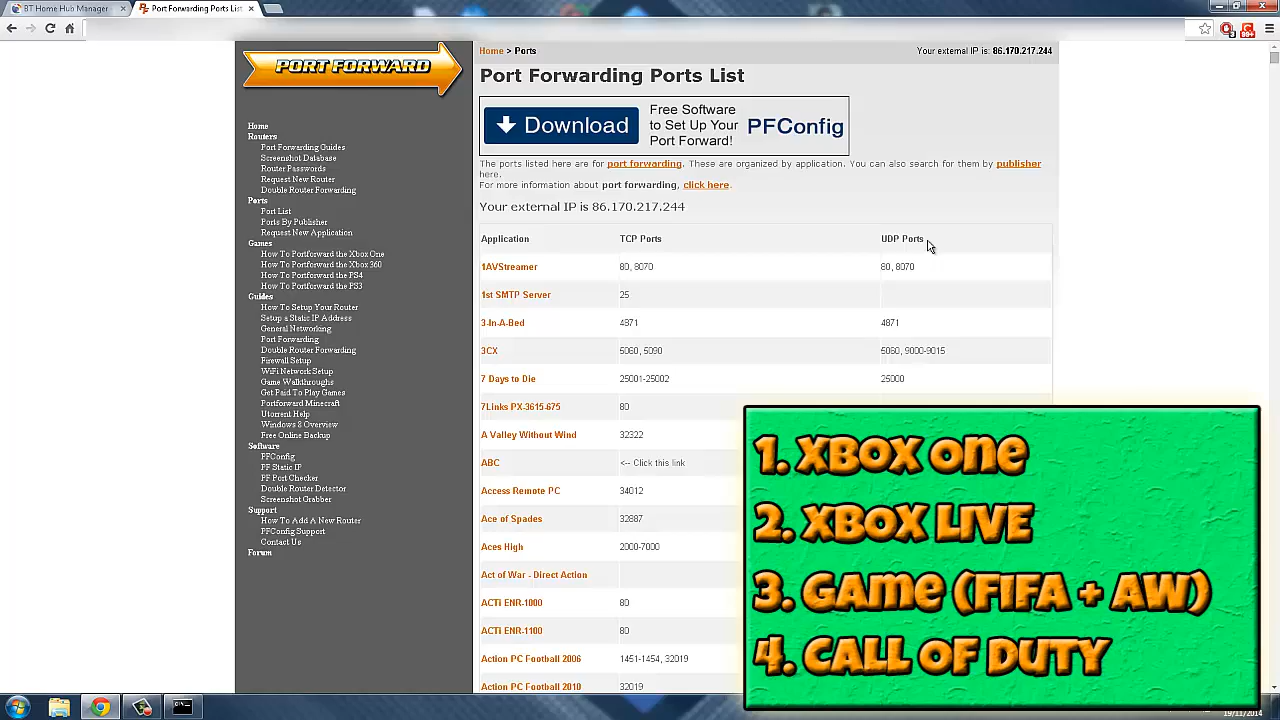 BT Home Hub Manager
Port Forwarding Ports List
PORT FORWARD
Home > Ports
Your external IP is: 86.170.217.244
Port Forwarding Ports List
Download
Free Software
to Set Up Your
Port Forward!
PFConfig
The ports listed here are for port forwarding. These are organized by application. You can also search for them by publisher
here.
For more information about port forwarding, click here.
Your external IP is 86.170.217.244
Home
Routers
Port Forwarding Guides
Screenshot Database
Router Passwords
Request New Router
Double Router Forwarding
Ports
Port List
Ports By Publisher
Request New Application
Games
How To Portforward the Xbox One
How To Portforward the Xbox 360
How To Portforward the PS4
How To Portforward the PS3
Guides
How To Setup Your Router
Setup a Static IP Address
General Networking
Port Forwarding
Double Router Forwarding
Firewall Setup
WiFi Network Setup
Game Walkthroughs
Get Paid To Play Games
Portforward Minecraft
Utorrent Help
Windows 8 Overview
Free Online Backup
Software
PFConfig
PF Static IP
PF Port Checker
Double Router Detector
Screenshot Grabber
Support
How To Add A New Router
PFConfig Support
Contact Us
Forum
Application TCP Ports UDP Ports
1AVStreamer 80, 8070 80, 8070
1st SMTP Server 25
3-In-A-Bed 4871 4871
3CX 5060, 5090 5060, 9000-9015
7 Days to Die 25001-25002 25000
7Links PX-3615-675 80
A Valley Without Wind 32322
ABC <-- Click this link
Access Remote PC 34012
Ace of Spades 32887
Aces High 2000-7000
Act of War - Direct Action
ACTi ENR-1000 80
ACTi ENR-1100 80
Action PC Football 2006 1451-1454, 32019
Action PC Football 2010 32019
1. XBOX ONE
2. XBOX LIVE
3. GAME (FIFA + AW)
4. CALL OF DUTY
19/11/2014